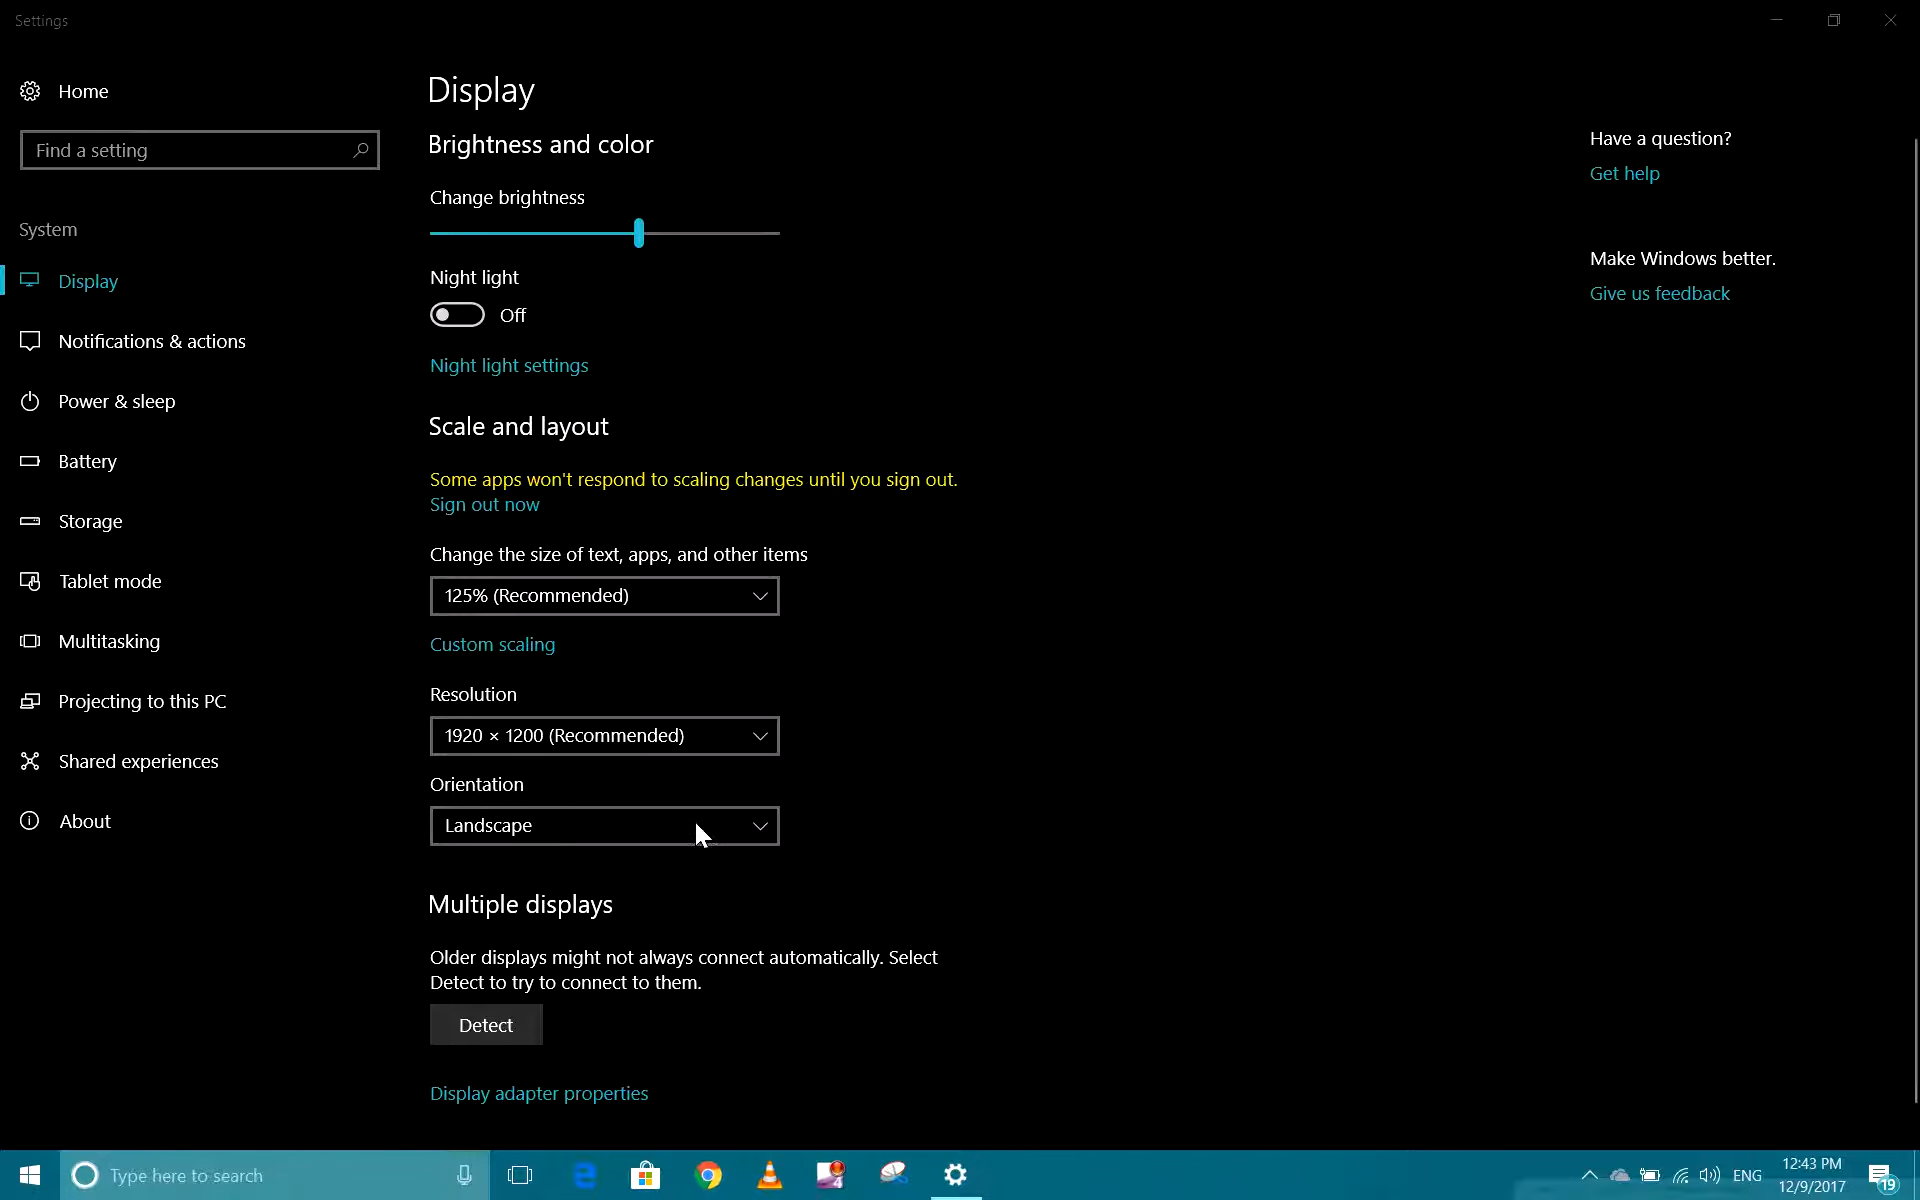 Settings
Home
Find a setting
System
Display
Notifications & actions
Power & sleep
Battery
Storage
Tablet mode
Multitasking
Projecting to this PC
Shared experiences
About
Display
Brightness and color
Change brightness
Night light
Off
Night light settings
Scale and layout
Some apps won't respond to scaling changes until you sign out.
Sign out now
Change the size of text, apps, and other items
125% (Recommended)
Custom scaling
Resolution
1920 × 1200 (Recommended)
Orientation
Landscape
Multiple displays
Older displays might not always connect automatically. Select
Detect to try to connect to them.
Detect
Display adapter properties
Have a question?
Get help
Make Windows better.
Give us feedback
Type here to search
4
ENG
12:43 PM
12/9/2017
19